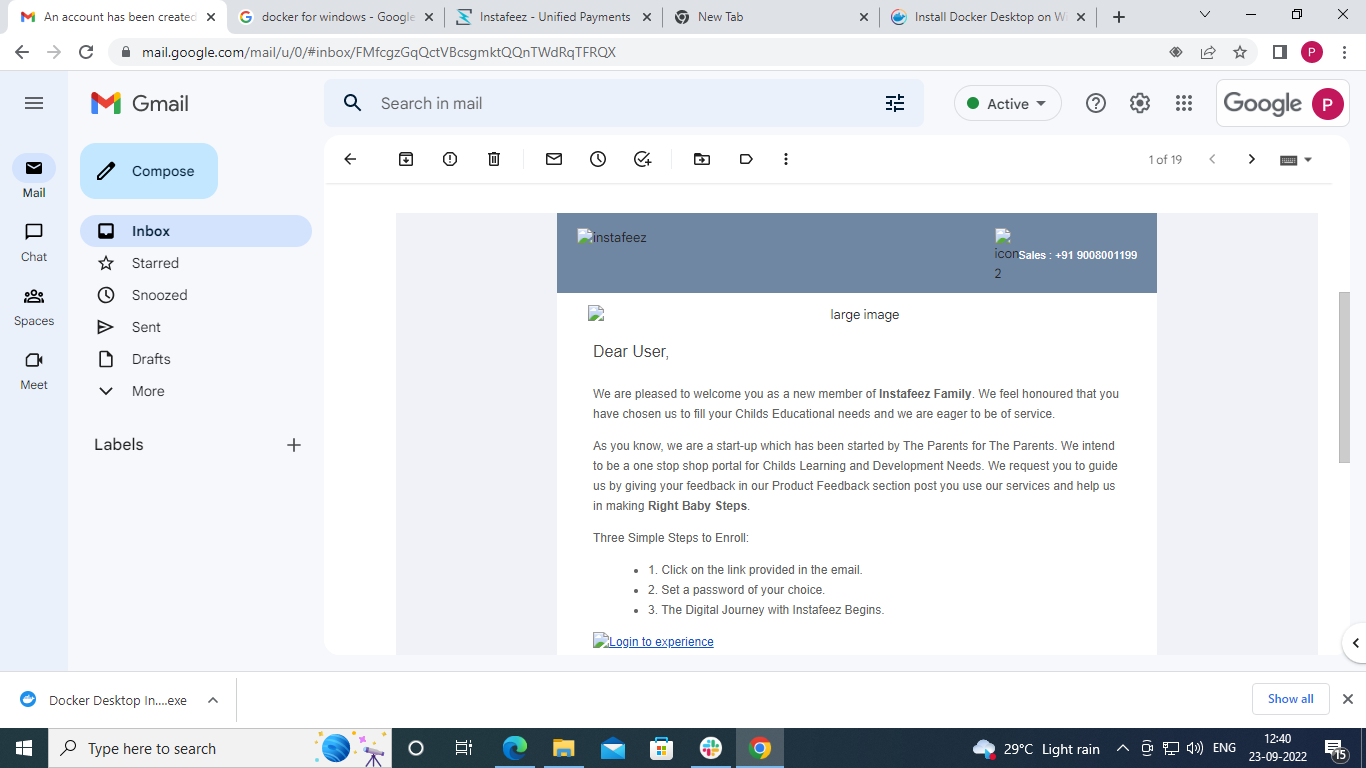 An account has been created
docker for windows - Google
Instafeez - Unified Payments
New Tab
Install Docker Desktop on Wi
mail.google.com/mail/u/0/#inbox/FMfcgzGqQctVBcsgmktQQnTWdRqTFRQX
P
Gmail
Search in mail
Active
Google
P
Compose
1 of 19
Mail
Inbox
Chat
Starred
Snoozed
Spaces
Sent
Drafts
Meet
More
Labels
instafeez
icon
2
Sales : +91 9008001199
large image
Dear User,
We are pleased to welcome you as a new member of Instafeez Family. We feel honoured that you
have chosen us to fill your Childs Educational needs and we are eager to be of service.
As you know, we are a start-up which has been started by The Parents for The Parents. We intend
to be a one stop shop portal for Childs Learning and Development Needs. We request you to guide
us by giving your feedback in our Product Feedback section post you use our services and help us
in making Right Baby Steps.
Three Simple Steps to Enroll:
• 1. Click on the link provided in the email.
• 2. Set a password of your choice.
• 3. The Digital Journey with Instafeez Begins.
Login to experience
Docker Desktop In....exe
Show all
Type here to search
29°C Light rain
ENG
12:40
23-09-2022
15